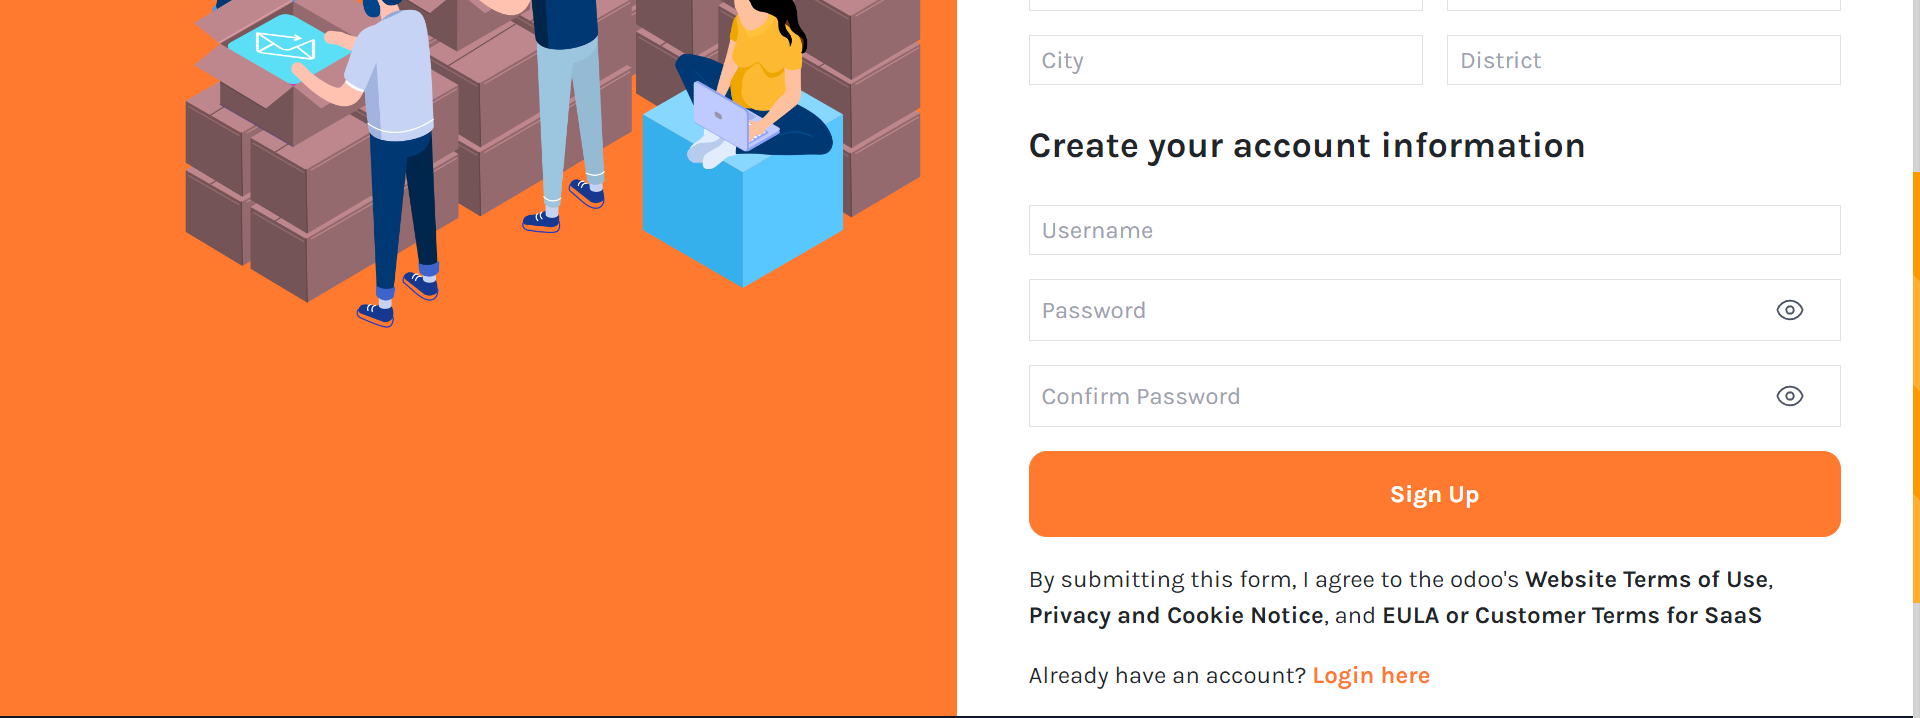 City
District
Create your account information
Username
Password
Confirm Password
Sign Up
By submitting this form, I agree to the odoo's Website Terms of Use,
Privacy and Cookie Notice, and EULA or Customer Terms for SaaS
Already have an account? Login here